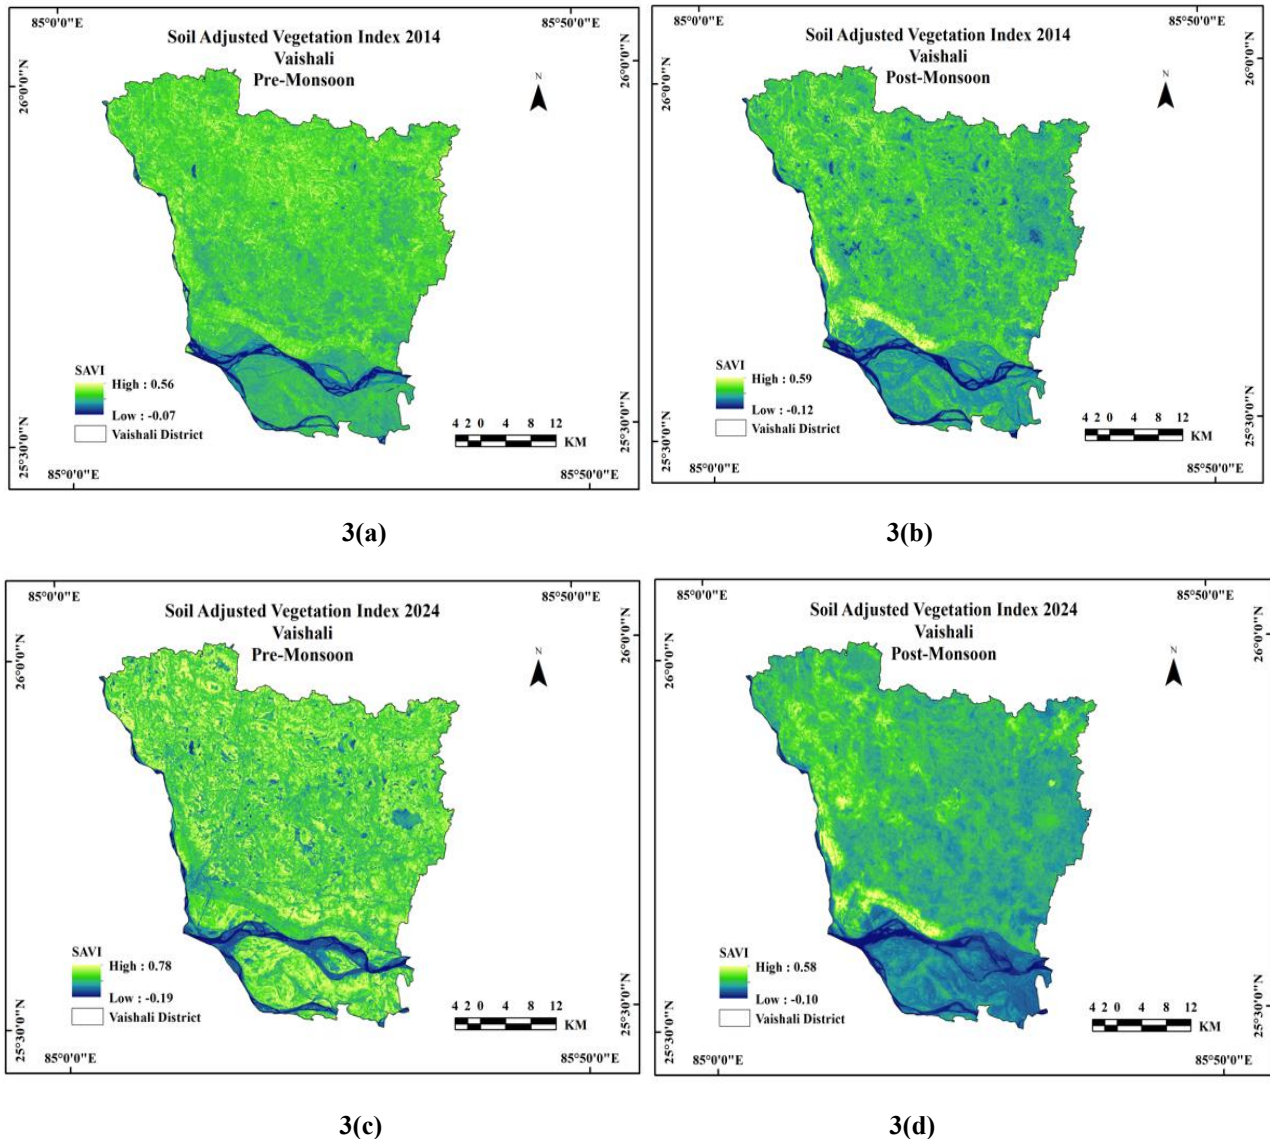 85°0'0"E 85°50'0"E
Soil Adjusted Vegetation Index 2014
Vaishali
Pre-Monsoon
26°0'0"N
26°0'0"N
N
SAVI
High : 0.56
Low : -0.07
Vaishali District
4 2 0 4 8 12
KM
25°30'0"N
25°30'0"N
85°0'0"E 85°50'0"E
3(a)
85°0'0"E 85°50'0"E
Soil Adjusted Vegetation Index 2014
Vaishali
Post-Monsoon
26°0'0"N
26°0'0"N
N
SAVI
High : 0.59
Low : -0.12
Vaishali District
4 2 0 4 8 12
KM
25°30'0"N
25°30'0"N
85°0'0"E 85°50'0"E
3(b)
85°0'0"E 85°50'0"E
Soil Adjusted Vegetation Index 2024
Vaishali
Pre-Monsoon
26°0'0"N
26°0'0"N
N
SAVI
High : 0.78
Low : -0.19
Vaishali District
4 2 0 4 8 12
KM
25°30'0"N
25°30'0"N
85°0'0"E 85°50'0"E
3(c)
85°0'0"E 85°50'0"E
Soil Adjusted Vegetation Index 2024
Vaishali
Post-Monsoon
26°0'0"N
26°0'0"N
N
SAVI
High : 0.58
Low : -0.10
Vaishali District
4 2 0 4 8 12
KM
25°30'0"N
25°30'0"N
85°0'0"E 85°50'0"E
3(d)